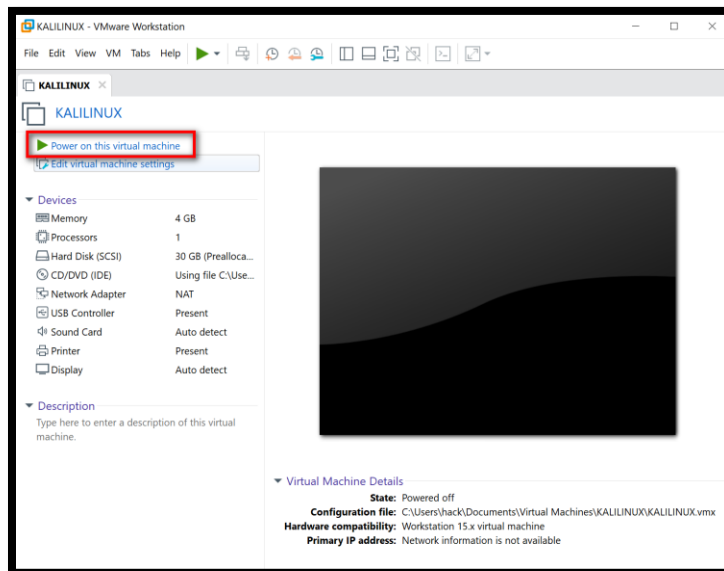 KALILINUX - VMware Workstation
File Edit View VM Tabs Help
KALILINUX
KALILINUX
Power on this virtual machine
Edit virtual machine settings
Devices
Memory 4 GB
Processors 1
Hard Disk (SCSI) 30 GB (Prealloca...
CD/DVD (IDE) Using file C:\Use...
Network Adapter NAT
USB Controller Present
Sound Card Auto detect
Printer Present
Display Auto detect
Description
Type here to enter a description of this virtual
machine.
Virtual Machine Details
State: Powered off
Configuration file: C:\Users\hack\Documents\Virtual Machines\KALILINUX\KALILINUX.vmx
Hardware compatibility: Workstation 15.x virtual machine
Primary IP address: Network information is not available